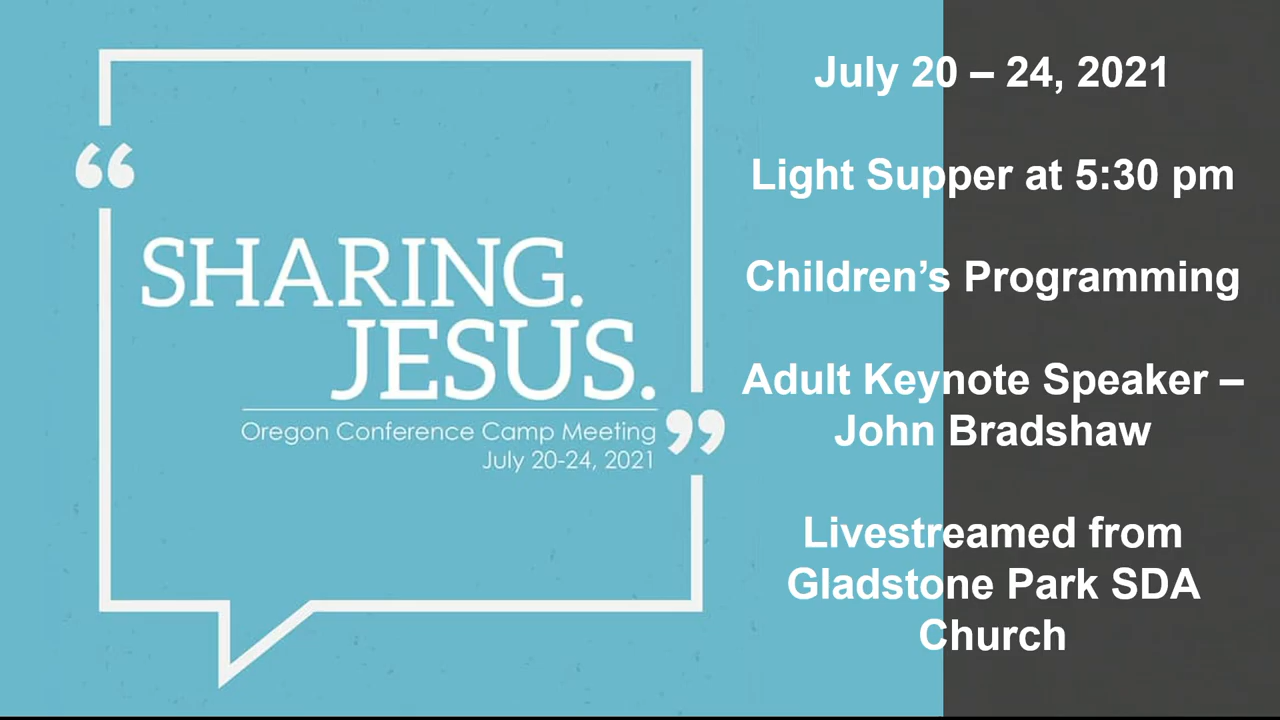 “
SHARING.
JESUS.
Oregon Conference Camp Meeting
July 20-24, 2021
”
July 20 – 24, 2021
Light Supper at 5:30 pm
Children’s Programming
Adult Keynote Speaker –
John Bradshaw
Livestreamed from
Gladstone Park SDA
Church